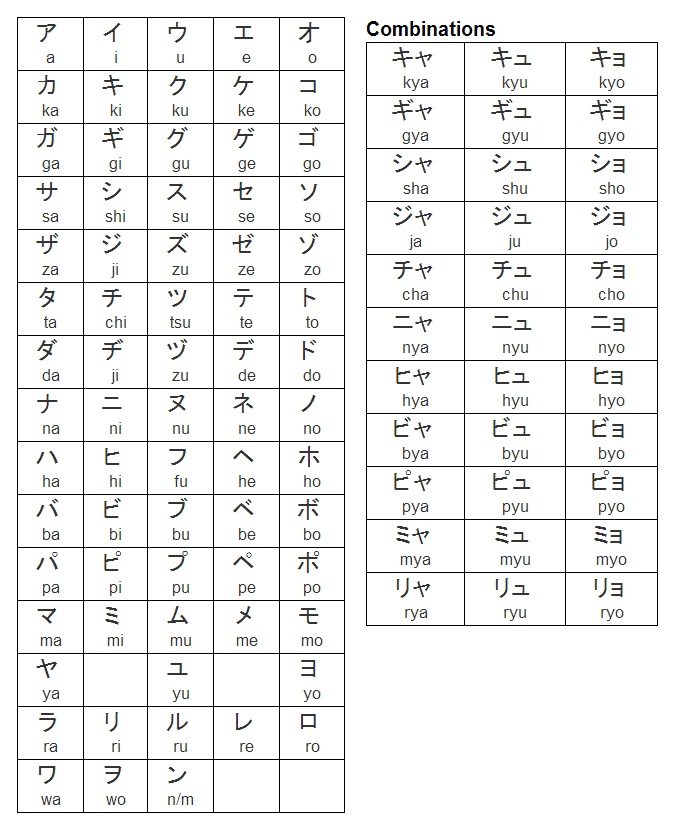 ア イ ウ エ オ
a i u e o
カ キ ク ケ コ
ka ki ku ke ko
ガ ギ グ ゲ ゴ
ga gi gu ge go
サ シ ス セ ソ
sa shi su se so
ザ ジ ズ ゼ ゾ
za ji zu ze zo
タ チ ツ テ ト
ta chi tsu te to
ダ ヂ ヅ デ ド
da ji zu de do
ナ ニ ヌ ネ ノ
na ni nu ne no
ハ ヒ フ ヘ ホ
ha hi fu he ho
バ ビ ブ ベ ボ
ba bi bu be bo
パ ピ プ ペ ポ
pa pi pu pe po
マ ミ ム メ モ
ma mi mu me mo
ヤ ユ ヨ
ya yu yo
ラ リ ル レ ロ
ra ri ru re ro
ワ ヲ ン
wa wo n/m
Combinations
キャ キュ キョ
kya kyu kyo
ギャ ギュ ギョ
gya gyu gyo
シャ シュ ショ
sha shu sho
ジャ ジュ ジョ
ja ju jo
チャ チュ チョ
cha chu cho
ニャ ニュ ニョ
nya nyu nyo
ヒャ ヒュ ヒョ
hya hyu hyo
ビャ ビュ ビョ
bya byu byo
ピャ ピュ ピョ
pya pyu pyo
ミャ ミュ ミョ
mya myu myo
リャ リュ リョ
rya ryu ryo